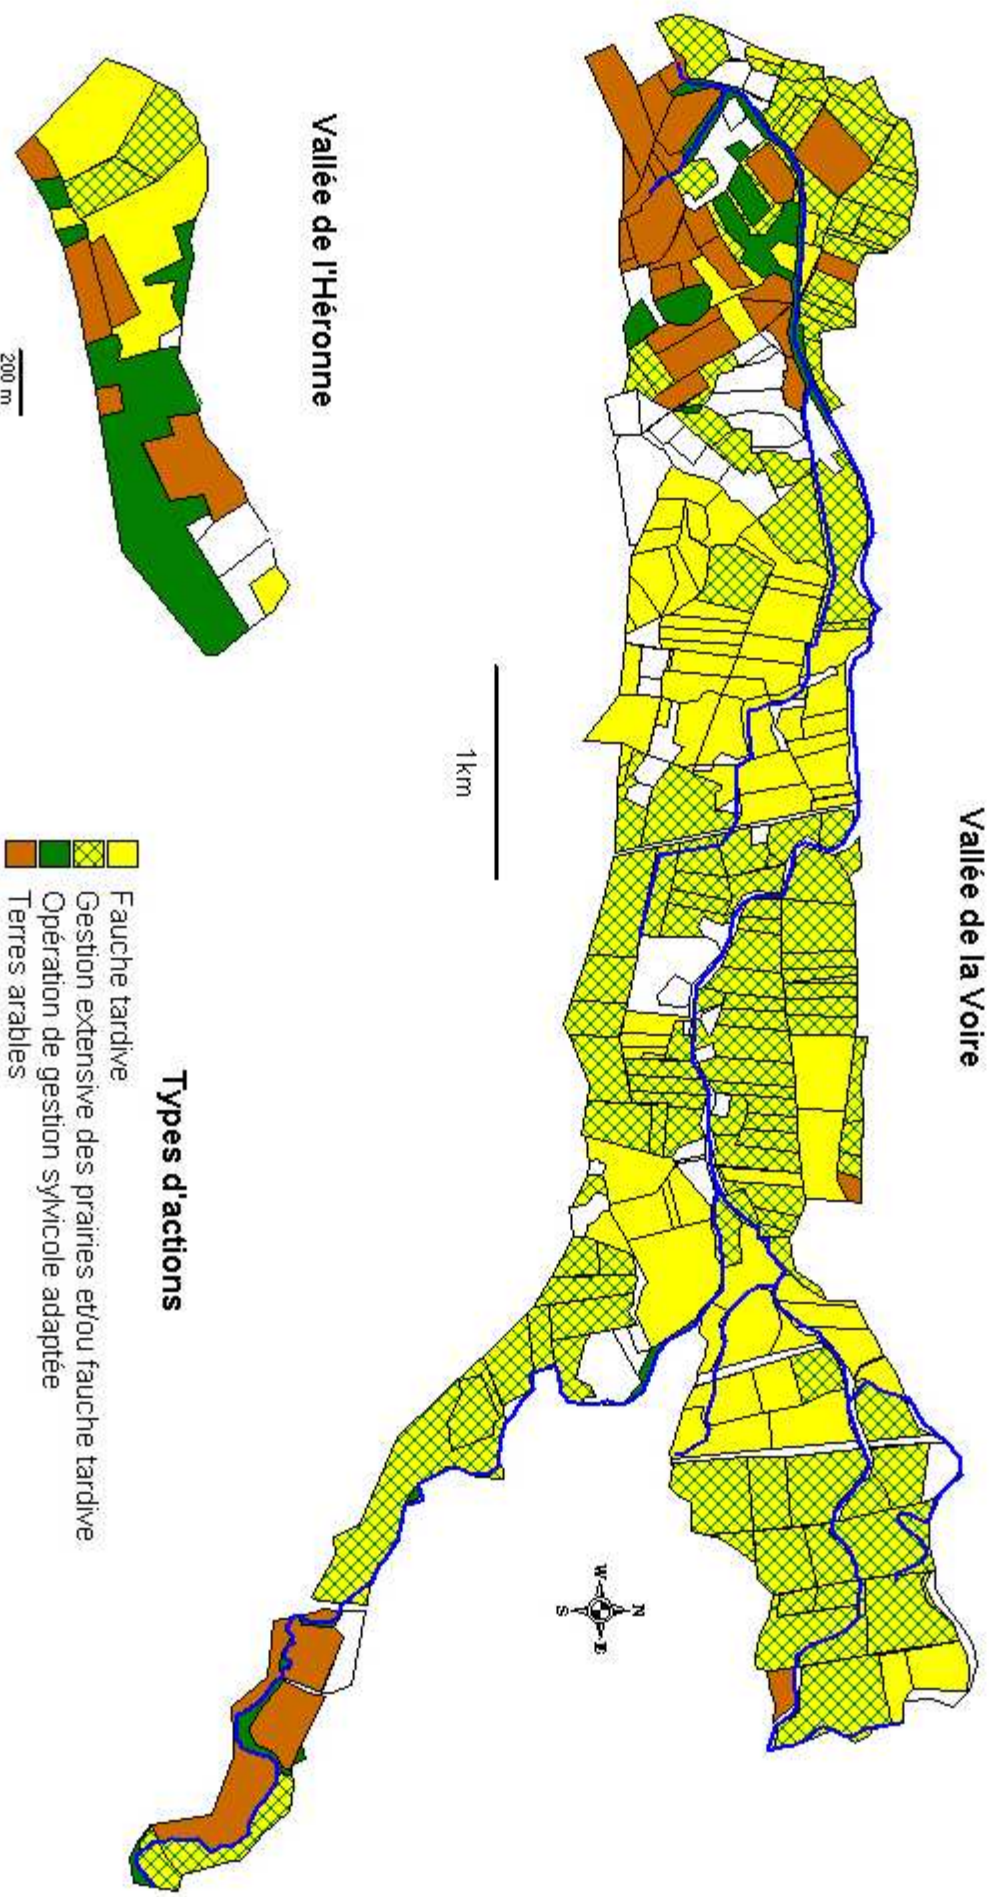 Vallée de la Voire
Vallée de l'Héronne
1km
200 m
N
W
E
S
Types d'actions
Fauche tardive
Gestion extensive des prairies et/ou fauche tardive
Opération de gestion sylvicole adaptée
Terres arables